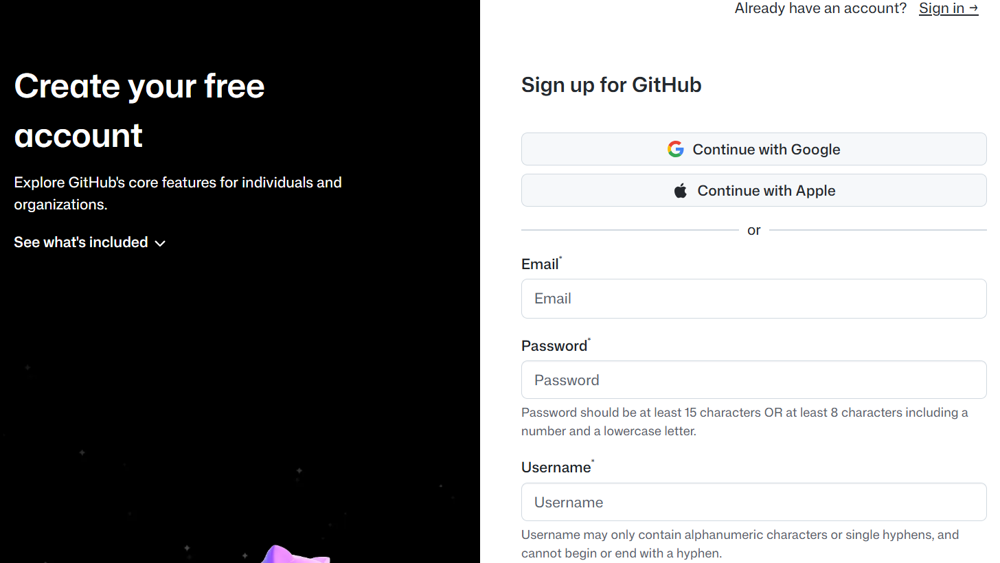 Already have an account? Sign in →
Create your free
account
Explore GitHub's core features for individuals and
organizations.
See what's included
Sign up for GitHub
Continue with Google
Continue with Apple
or
Email*
Email
Password*
Password
Password should be at least 15 characters OR at least 8 characters including a
number and a lowercase letter.
Username*
Username
Username may only contain alphanumeric characters or single hyphens, and
cannot begin or end with a hyphen.